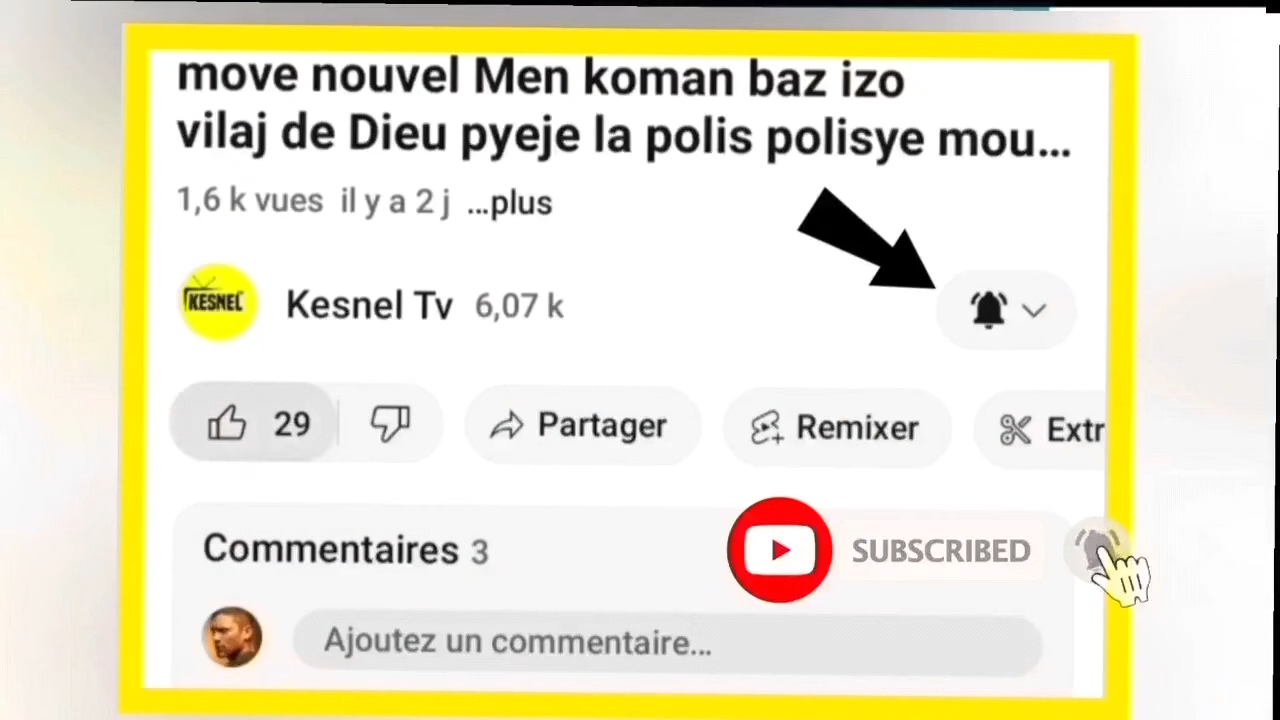 move nouvel Men koman baz izo
vilaj de Dieu pyeje la polis polisye mou...
1,6 k vues il y a 2 j ...plus
KESNEL
Kesnel Tv 6,07 k
29 Partager Remixer Extr
Commentaires 3
SUBSCRIBED
Ajoutez un commentaire...